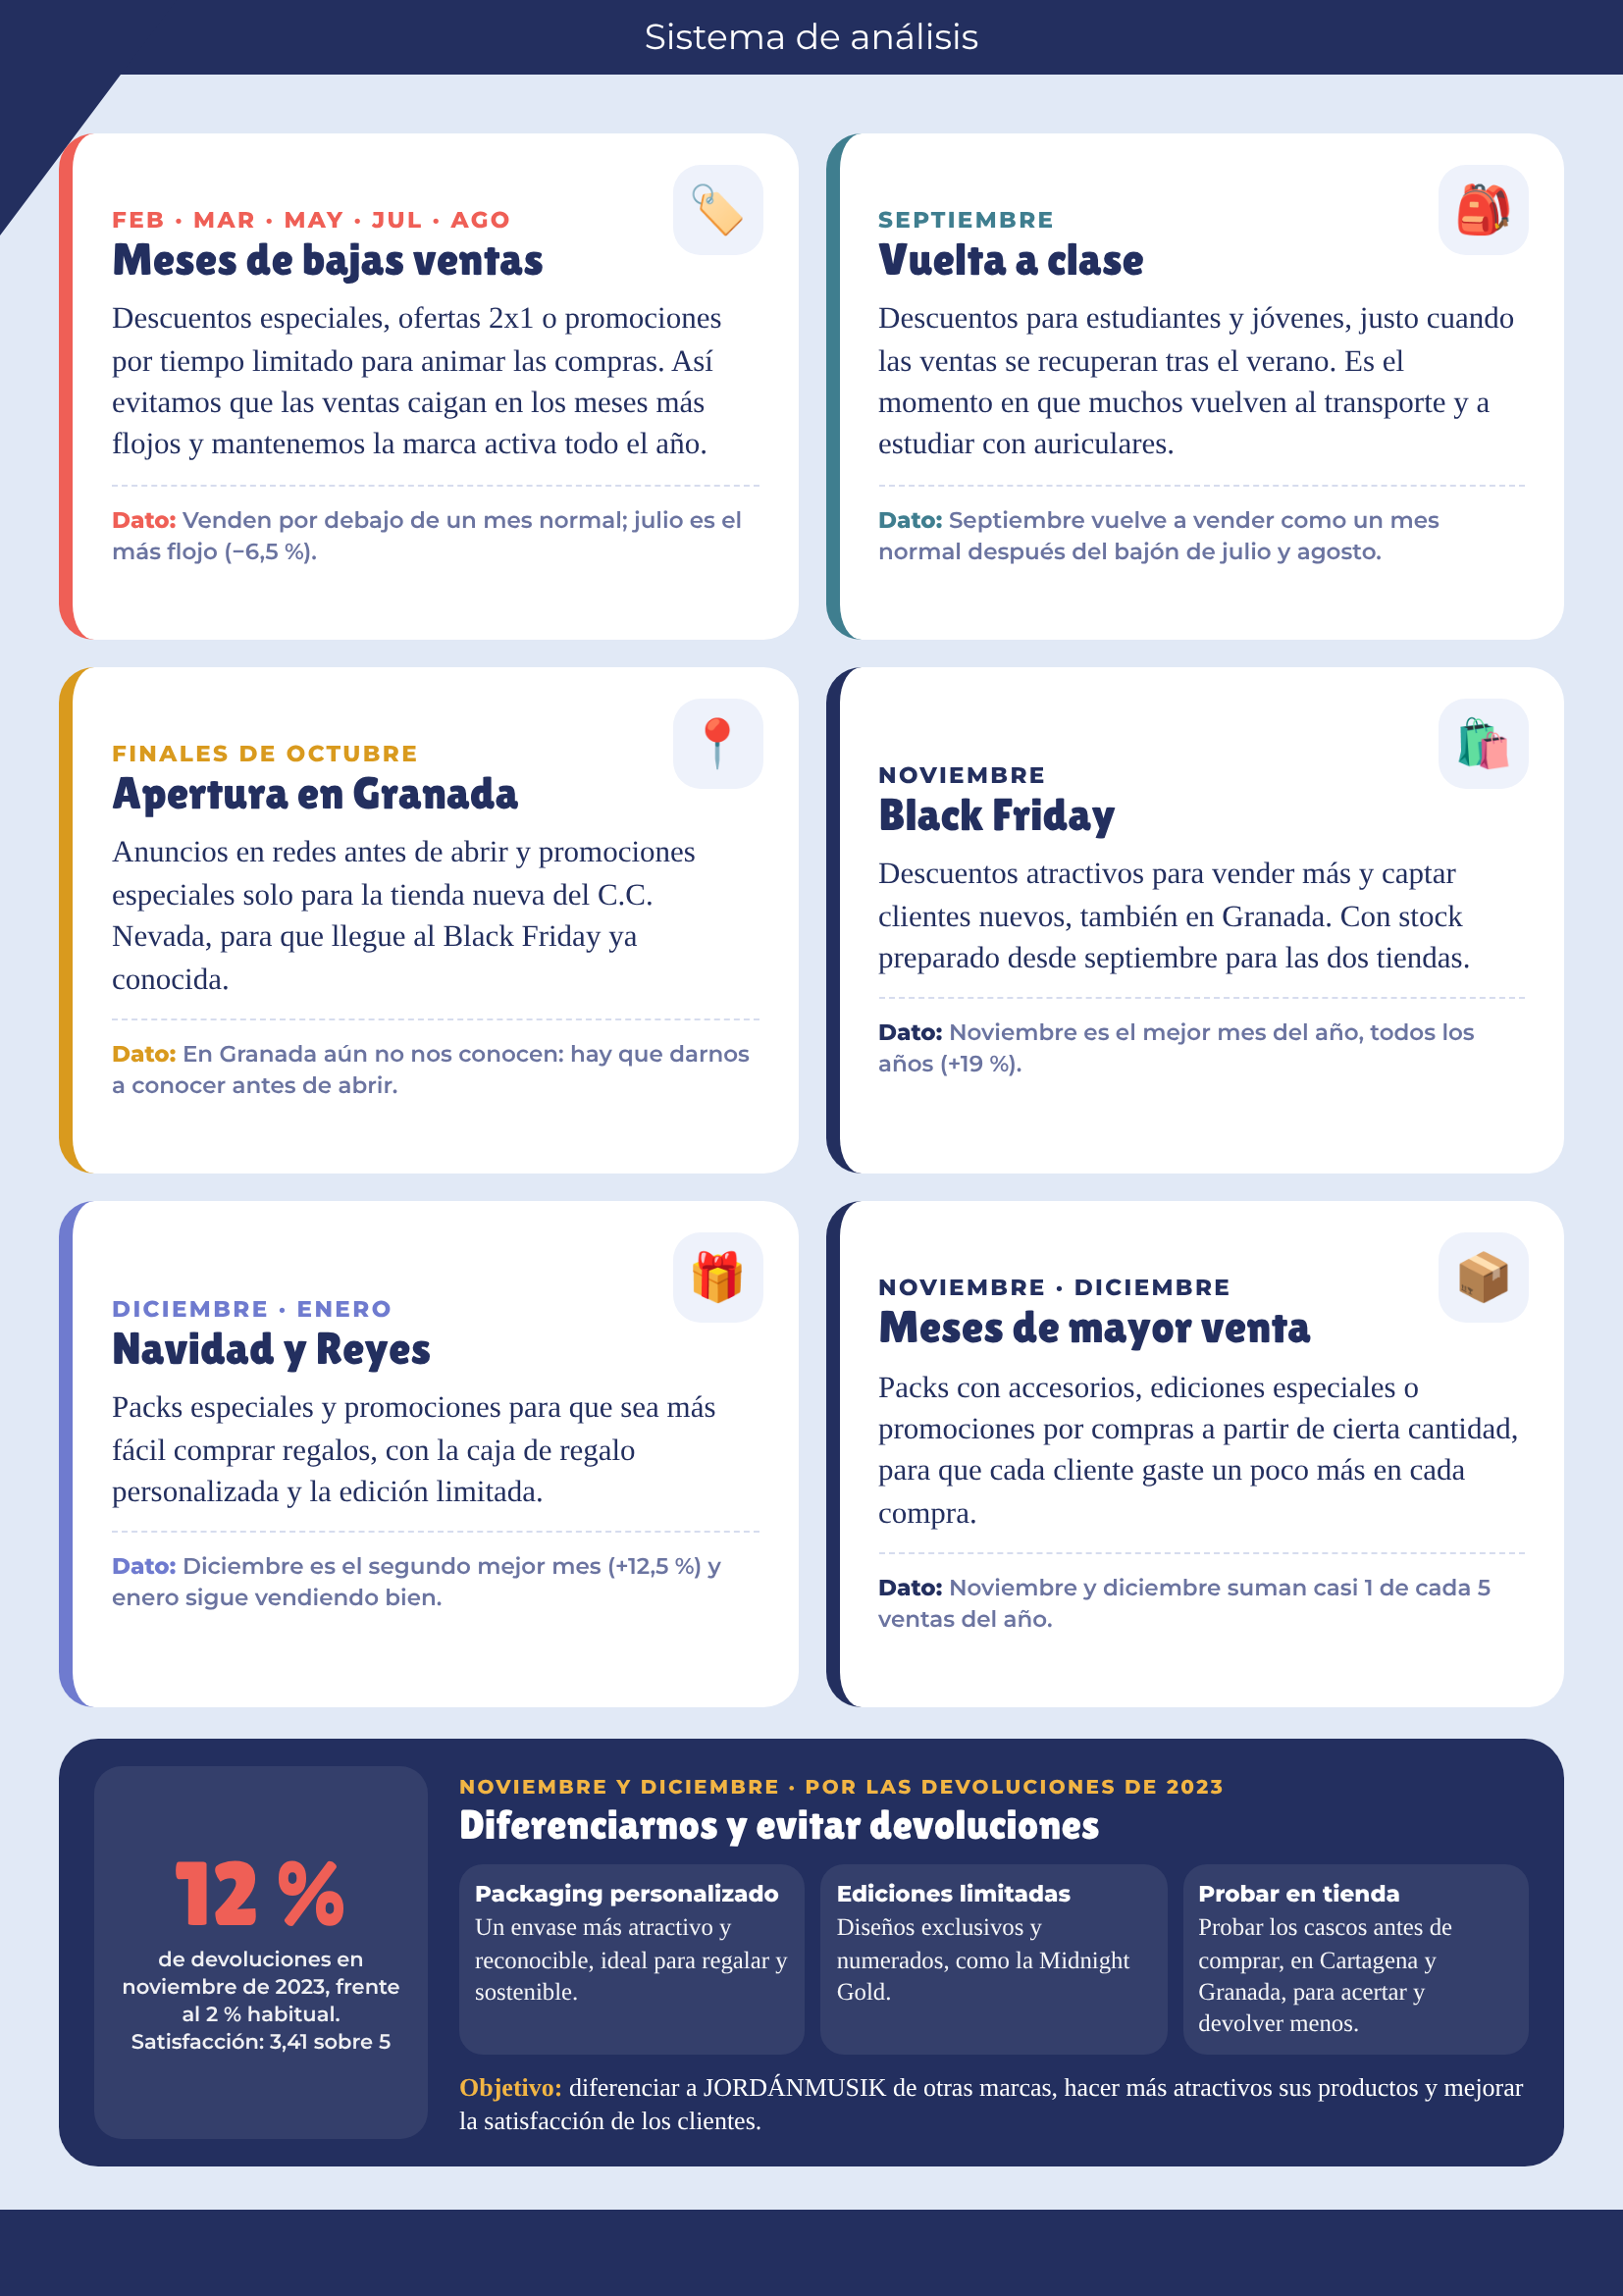 Sistema de análisis
FEB · MAR · MAY · JUL · AGO
Meses de bajas ventas
Descuentos especiales, ofertas 2x1 o promociones
por tiempo limitado para animar las compras. Así
evitamos que las ventas caigan en los meses más
flojos y mantenemos la marca activa todo el año.
Dato: Venden por debajo de un mes normal; julio es el
más flojo (−6,5 %).
SEPTIEMBRE
Vuelta a clase
Descuentos para estudiantes y jóvenes, justo cuando
las ventas se recuperan tras el verano. Es el
momento en que muchos vuelven al transporte y a
estudiar con auriculares.
Dato: Septiembre vuelve a vender como un mes
normal después del bajón de julio y agosto.
FINALES DE OCTUBRE
Apertura en Granada
Anuncios en redes antes de abrir y promociones
especiales solo para la tienda nueva del C.C.
Nevada, para que llegue al Black Friday ya
conocida.
Dato: En Granada aún no nos conocen: hay que darnos
a conocer antes de abrir.
NOVIEMBRE
Black Friday
Descuentos atractivos para vender más y captar
clientes nuevos, también en Granada. Con stock
preparado desde septiembre para las dos tiendas.
Dato: Noviembre es el mejor mes del año, todos los
años (+19 %).
DICIEMBRE · ENERO
Navidad y Reyes
Packs especiales y promociones para que sea más
fácil comprar regalos, con la caja de regalo
personalizada y la edición limitada.
Dato: Diciembre es el segundo mejor mes (+12,5 %) y
enero sigue vendiendo bien.
NOVIEMBRE · DICIEMBRE
Meses de mayor venta
Packs con accesorios, ediciones especiales o
promociones por compras a partir de cierta cantidad,
para que cada cliente gaste un poco más en cada
compra.
Dato: Noviembre y diciembre suman casi 1 de cada 5
ventas del año.
12 %
de devoluciones en
noviembre de 2023, frente
al 2 % habitual.
Satisfacción: 3,41 sobre 5
NOVIEMBRE Y DICIEMBRE · POR LAS DEVOLUCIONES DE 2023
Diferenciarnos y evitar devoluciones
Packaging personalizado
Un envase más atractivo y
reconocible, ideal para regalar y
sostenible.
Ediciones limitadas
Diseños exclusivos y
numerados, como la Midnight
Gold.
Probar en tienda
Probar los cascos antes de
comprar, en Cartagena y
Granada, para acertar y
devolver menos.
Objetivo: diferenciar a JORDÁNMUSIK de otras marcas, hacer más atractivos sus productos y mejorar
la satisfacción de los clientes.